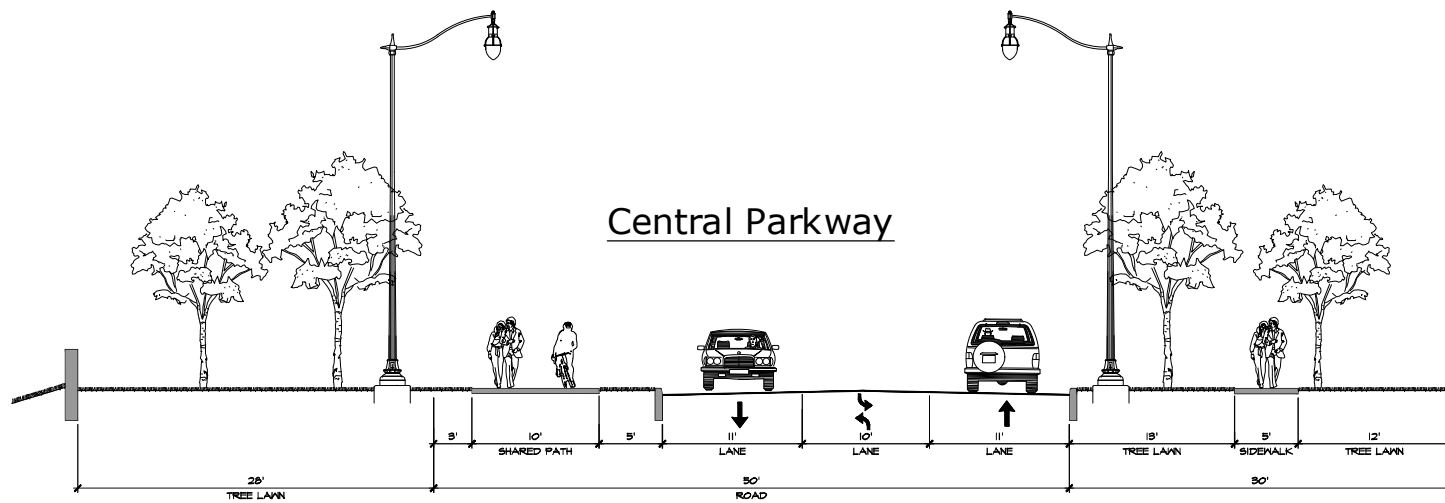 Central Parkway
3' 10' 5' 11' 10' 11' 13' 5' 12'
SHARED PATH LANE LANE LANE TREE LAWN SIDEWALK TREE LAWN
28' 50' 30'
TREE LAWN ROAD